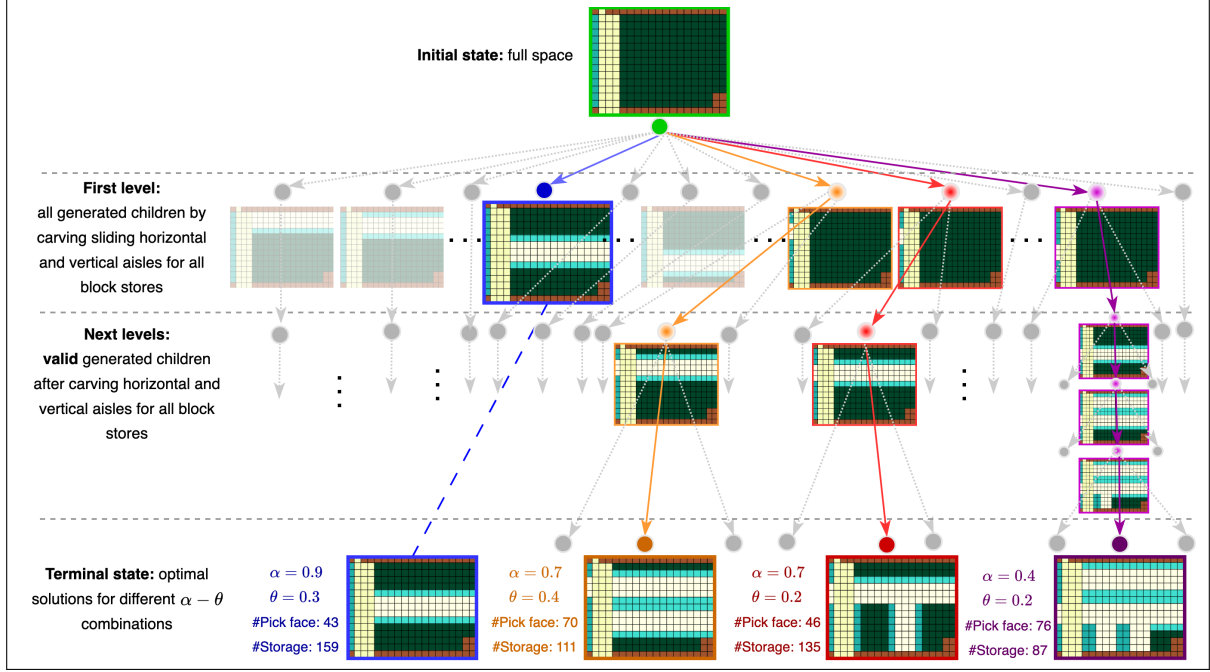 Initial state: full space
First level:
all generated children by
carving sliding horizontal
and vertical aisles for all
block stores
Next levels:
valid generated children
after carving horizontal and
vertical aisles for all block
stores
Terminal state: optimal
solutions for different α − θ
combinations
α = 0.9
θ = 0.3
#Pick face: 43
#Storage: 159
α = 0.7
θ = 0.4
#Pick face: 70
#Storage: 111
α = 0.7
θ = 0.2
#Pick face: 46
#Storage: 135
α = 0.4
θ = 0.2
#Pick face: 76
#Storage: 87